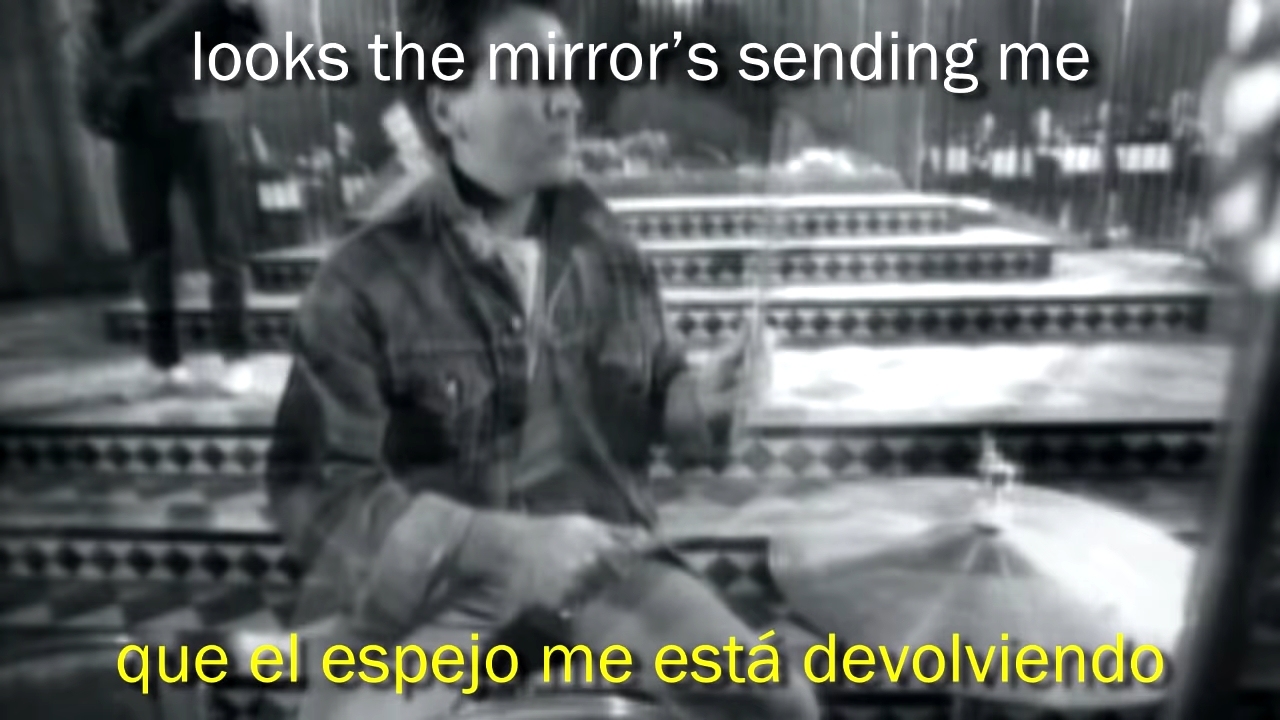 looks the mirror’s sending me
que el espejo me está devolviendo